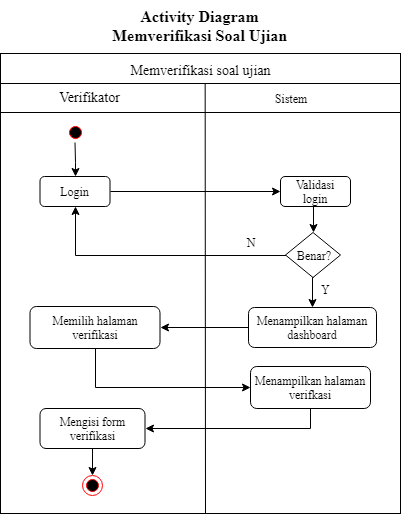 Activity Diagram
Memverifikasi Soal Ujian
Memverifikasi soal ujian
Verifikator
Sistem
Login
Validasi
login
N
Benar?
Y
Memilih halaman
verifikasi
Menampilkan halaman
dashboard
Menampilkan halaman
verifkasi
Mengisi form
verifikasi